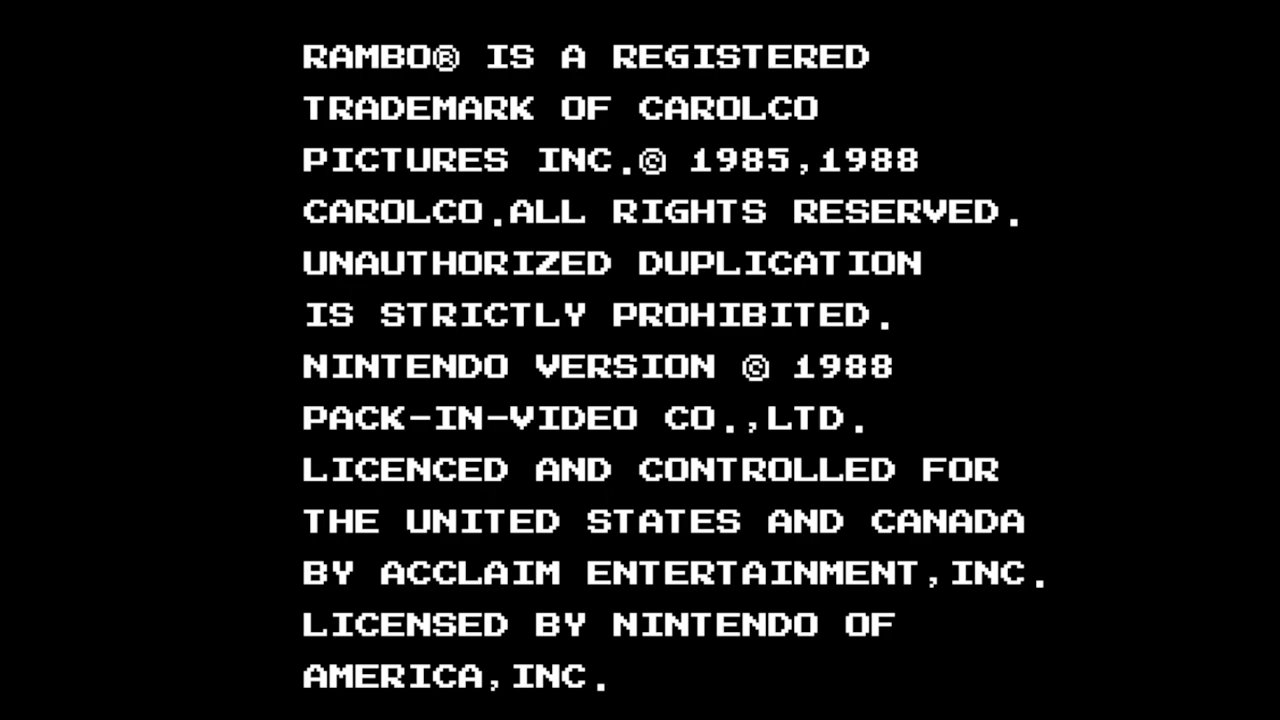 RAMBO® IS A REGISTERED
TRADEMARK OF CAROLCO
PICTURES INC.© 1985,1988
CAROLCO.ALL RIGHTS RESERVED.
UNAUTHORIZED DUPLICATION
IS STRICTLY PROHIBITED.
NINTENDO VERSION © 1988
PACK-IN-VIDEO CO.,LTD.
LICENCED AND CONTROLLED FOR
THE UNITED STATES AND CANADA
BY ACCLAIM ENTERTAINMENT,INC.
LICENSED BY NINTENDO OF
AMERICA,INC.